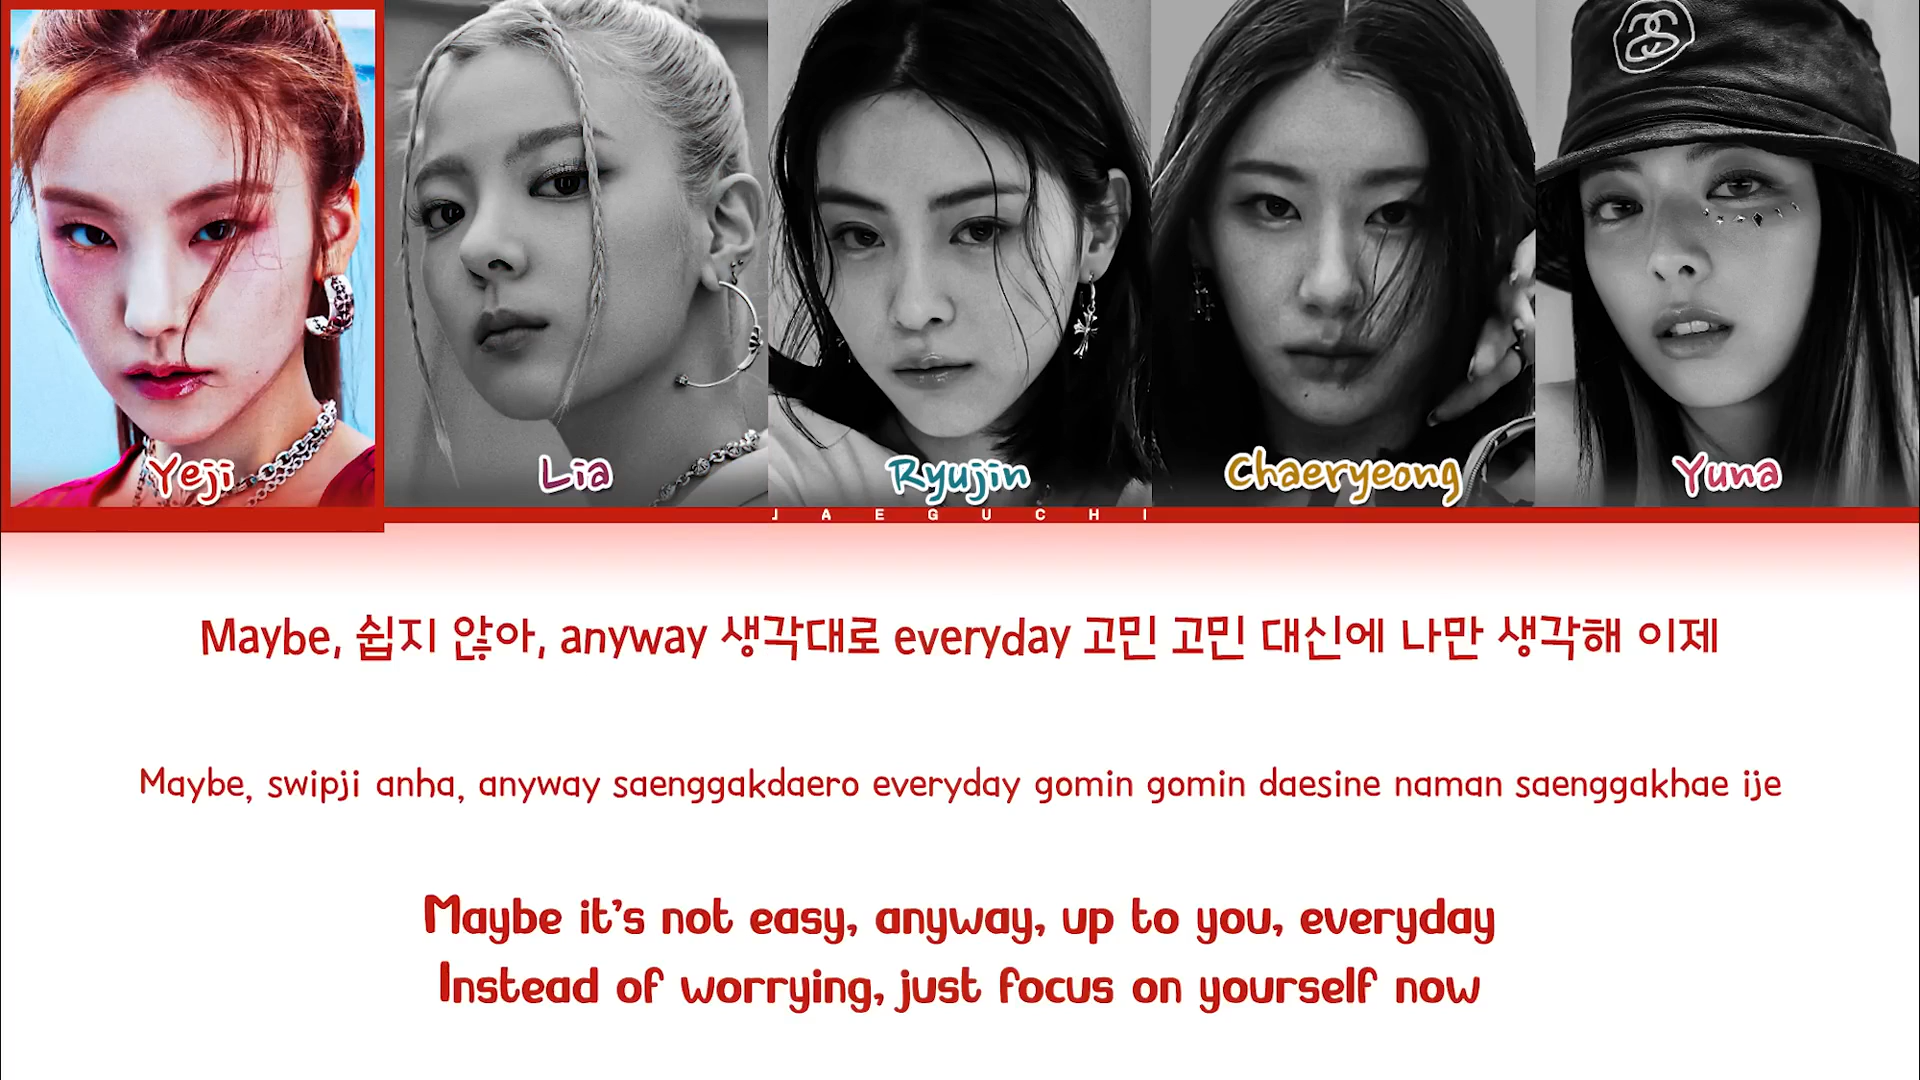 Yeji
Lia
Ryujin
Chaeryeong
Yuna
JAEGUCHI
Maybe, 쉽지 않아, anyway 생각대로 everyday 고민 고민 대신에 나만 생각해 이제
Maybe, swipji anha, anyway saenggakdaero everyday gomin gomin daesine naman saenggakhae ije
Maybe it's not easy, anyway, up to you, everyday
Instead of worrying, just focus on yourself now